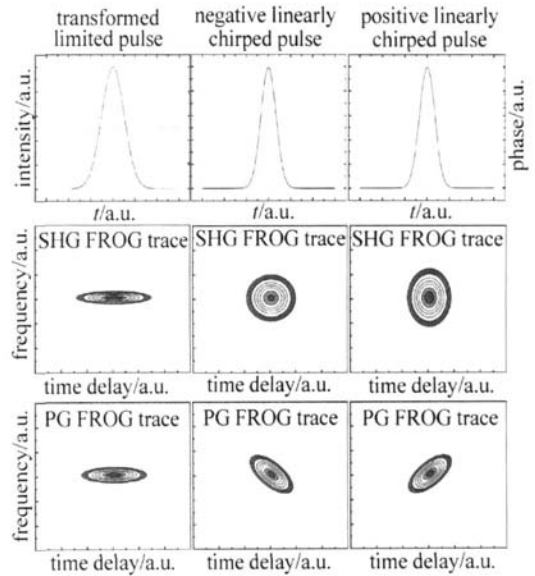 transformed
limited pulse
negative linearly
chirped pulse
positive linearly
chirped pulse
intensity/a.u.
phase/a.u.
t/a.u.
t/a.u.
t/a.u.
SHG FROG trace
SHG FROG trace
SHG FROG trace
frequency/a.u.
time delay/a.u.
time delay/a.u.
time delay/a.u.
PG FROG trace
PG FROG trace
PG FROG trace
frequency/a.u.
time delay/a.u.
time delay/a.u.
time delay/a.u.